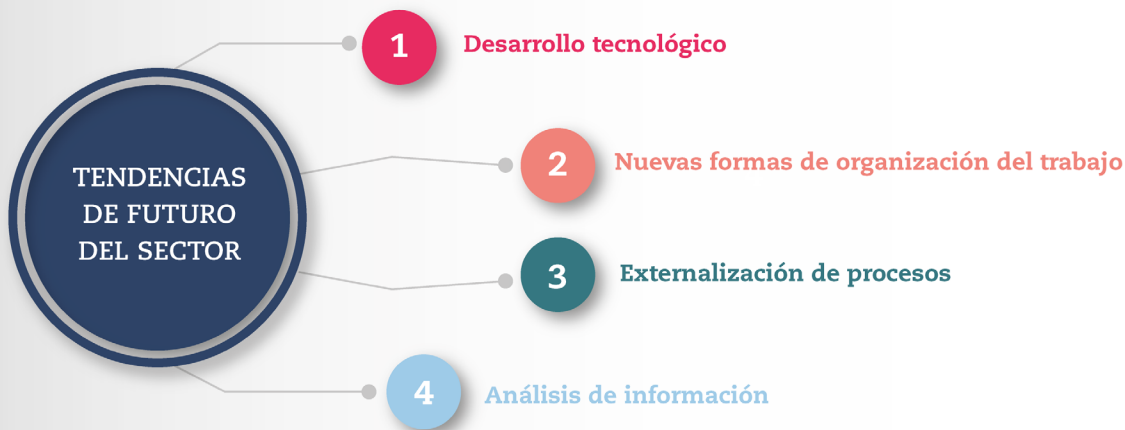 TENDENCIAS
DE FUTURO
DEL SECTOR
1 Desarrollo tecnológico
2 Nuevas formas de organización del trabajo
3 Externalización de procesos
4 Análisis de información